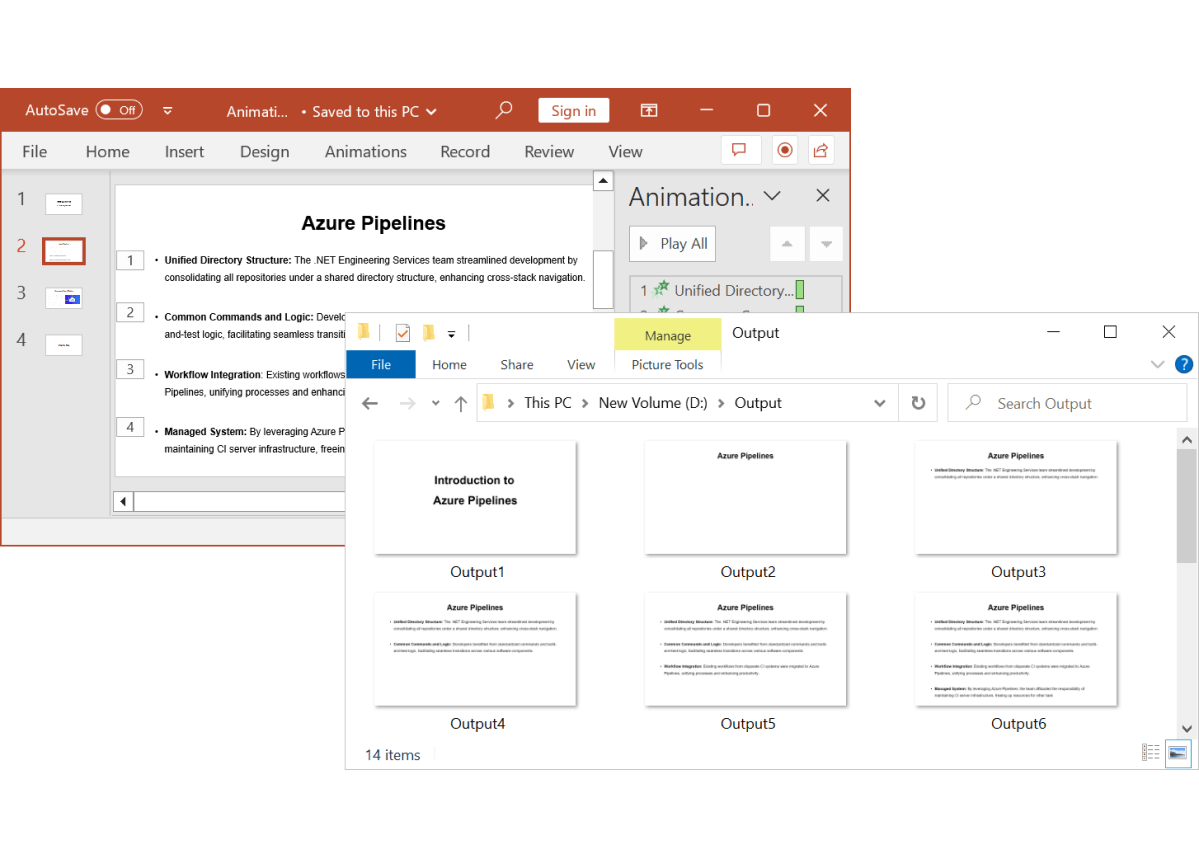 AutoSave Off Animati... • Saved to this PC Sign in
File Home Insert Design Animations Record Review View
1
2
3
4
Azure Pipelines
1
• Unified Directory Structure: The .NET Engineering Services team streamlined development by
consolidating all repositories under a shared directory structure, enhancing cross-stack navigation.
2
• Common Commands and Logic: Develo
and-test logic, facilitating seamless transiti
3
• Workflow Integration: Existing workflows
Pipelines, unifying processes and enhanci
4
• Managed System: By leveraging Azure P
maintaining CI server infrastructure, freein
Animation..
Play All
1 Unified Directory...
Manage Output
File Home Share View Picture Tools
?
This PC > New Volume (D:) > Output
Search Output
Introduction to
Azure Pipelines
Output1
Azure Pipelines
Output2
Azure Pipelines
• Unified Directory Structure: The .NET Engineering Services team streamlined development by
consolidating all repositories under a shared directory structure, enhancing cross-stack navigation.
Output3
Azure Pipelines
• Unified Directory Structure: The .NET Engineering Services team streamlined development by
consolidating all repositories under a shared directory structure, enhancing cross-stack navigation.
• Common Commands and Logic: Developers benefited from standardized commands and build-
and-test logic, facilitating seamless transitions across various software components.
Output4
Azure Pipelines
• Unified Directory Structure: The .NET Engineering Services team streamlined development by
consolidating all repositories under a shared directory structure, enhancing cross-stack navigation.
• Common Commands and Logic: Developers benefited from standardized commands and build-
and-test logic, facilitating seamless transitions across various software components.
• Workflow Integration: Existing workflows from disparate CI systems were migrated to Azure
Pipelines, unifying processes and enhancing productivity.
Output5
Azure Pipelines
• Unified Directory Structure: The .NET Engineering Services team streamlined development by
consolidating all repositories under a shared directory structure, enhancing cross-stack navigation.
• Common Commands and Logic: Developers benefited from standardized commands and build-
and-test logic, facilitating seamless transitions across various software components.
• Workflow Integration: Existing workflows from disparate CI systems were migrated to Azure
Pipelines, unifying processes and enhancing productivity.
• Managed System: By leveraging Azure Pipelines, the team offloaded the responsibility of
maintaining CI server infrastructure, freeing up resources for other tasks.
Output6
14 items